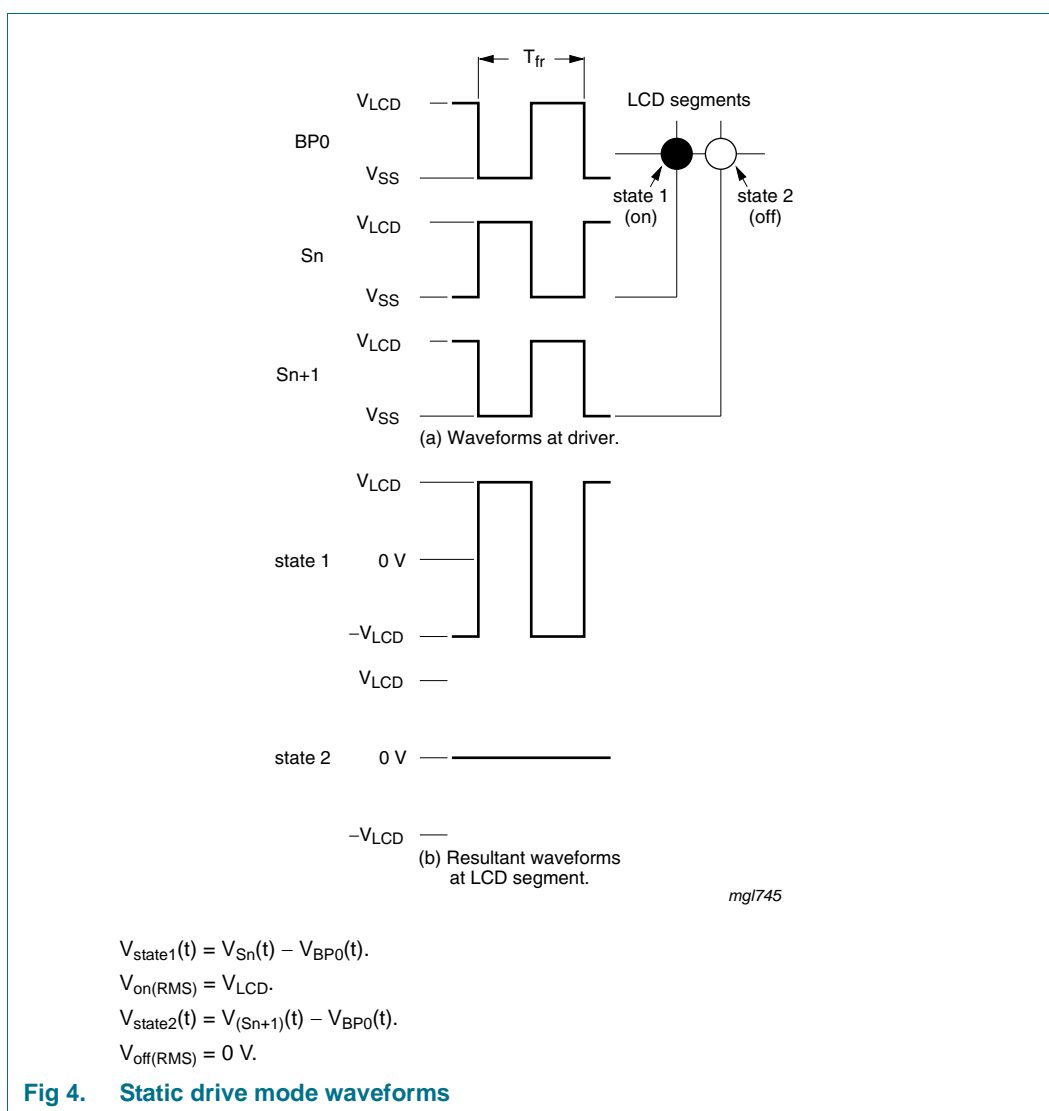 T_fr
V_LCD
BP0
V_SS
LCD segments
state 1
(on)
state 2
(off)
V_LCD
Sn
V_SS
V_LCD
Sn+1
V_SS
(a) Waveforms at driver.
V_LCD
state 1 0 V
−V_LCD
V_LCD
state 2 0 V
−V_LCD
(b) Resultant waveforms
at LCD segment.
mgl745
V_state1(t) = V_Sn(t) − V_BP0(t).
V_on(RMS) = V_LCD.
V_state2(t) = V_(Sn+1)(t) − V_BP0(t).
V_off(RMS) = 0 V.
Fig 4. Static drive mode waveforms